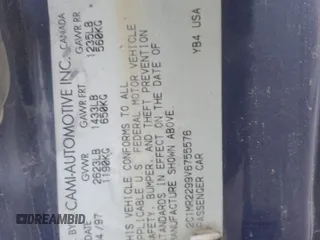 BY CAMI-AUTOMOTIVE INC. CANADA
GVWR GAWR FRT GAWR RR
DATE 2623LB 1433LB 1235LB
4 /97 1190KG 650KG 560KG
THIS VEHICLE CONFORMS TO ALL
APPLICABLE U.S. FEDERAL MOTOR VEHICLE
SAFETY, BUMPER, AND THEFT PREVENTION
STANDARDS IN EFFECT ON THE DATE OF
MANUFACTURE SHOWN ABOVE.
2C1MR2299V6755576 YB4 USA
PASSENGER CAR
DREAMBID